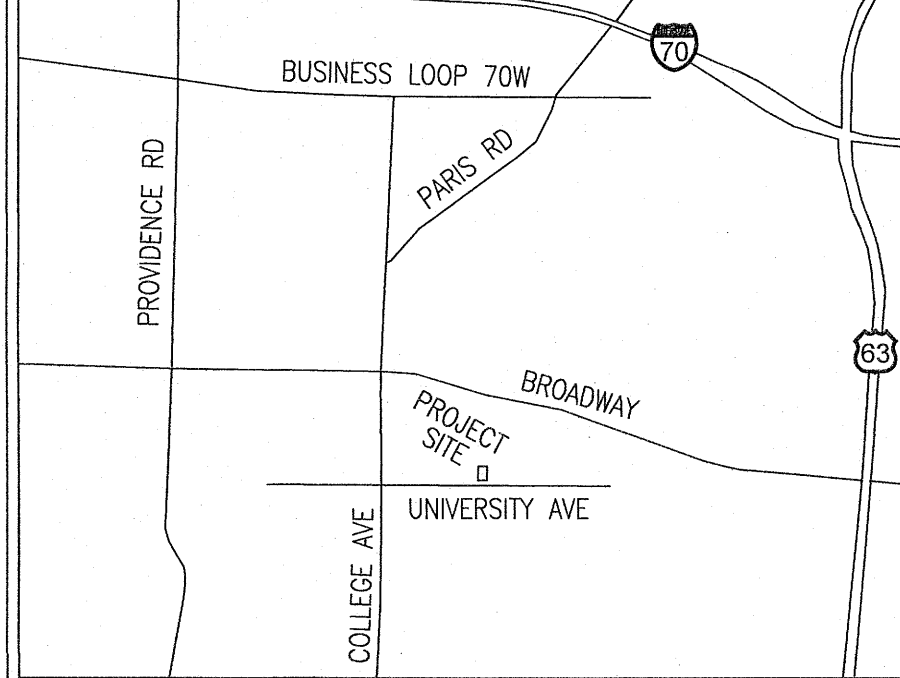 BUSINESS LOOP 70W
70
PARIS RD
PROVIDENCE RD
63
BROADWAY
PROJECT
SITE
UNIVERSITY AVE
COLLEGE AVE